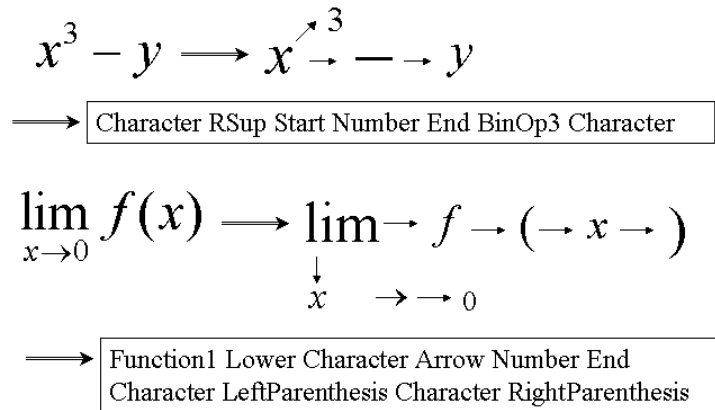 x³ − y ⟹ x ↗ 3 → − → y
⟹ Character RSup Start Number End BinOp3 Character
lim f(x) ⟹ lim → f → ( → x → )
x→0 ↓ x → → 0
⟹ Function1 Lower Character Arrow Number End
Character LeftParenthesis Character RightParenthesis